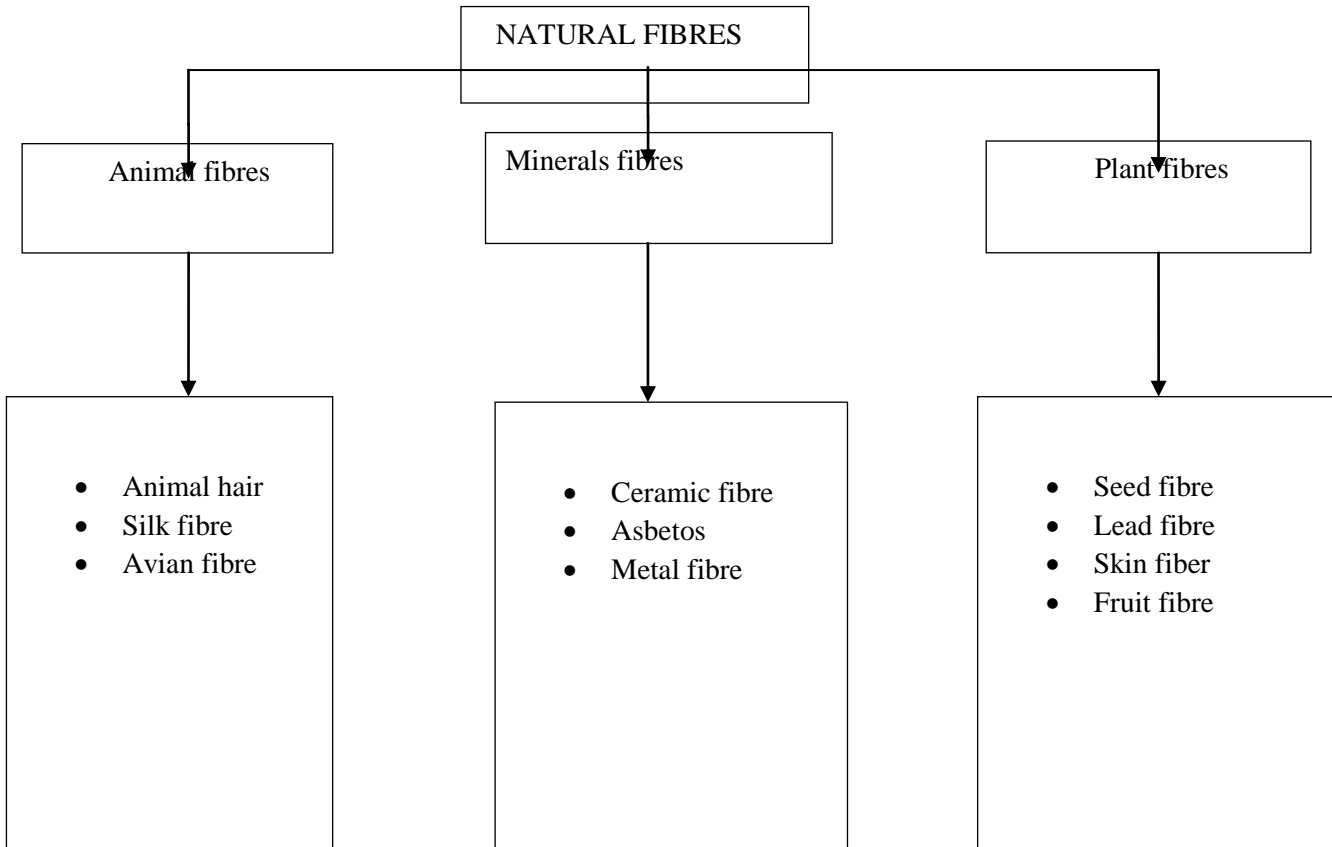 NATURAL FIBRES
Animal fibres
Minerals fibres
Plant fibres
• Animal hair
• Silk fibre
• Avian fibre
• Ceramic fibre
• Asbetos
• Metal fibre
• Seed fibre
• Lead fibre
• Skin fiber
• Fruit fibre